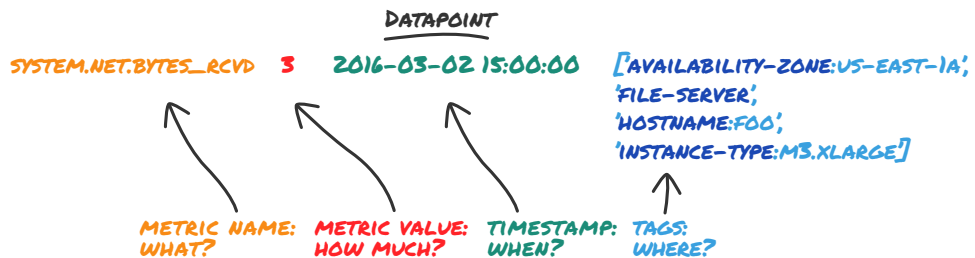 DATAPOINT
SYSTEM.NET.BYTES_RCVD 3 2016-03-02 15:00:00 ['AVAILABILITY-ZONE:US-EAST-1A',
'FILE-SERVER',
'HOSTNAME:FOO',
'INSTANCE-TYPE:M3.XLARGE']
METRIC NAME: WHAT?
METRIC VALUE: HOW MUCH?
TIMESTAMP: WHEN?
TAGS: WHERE?